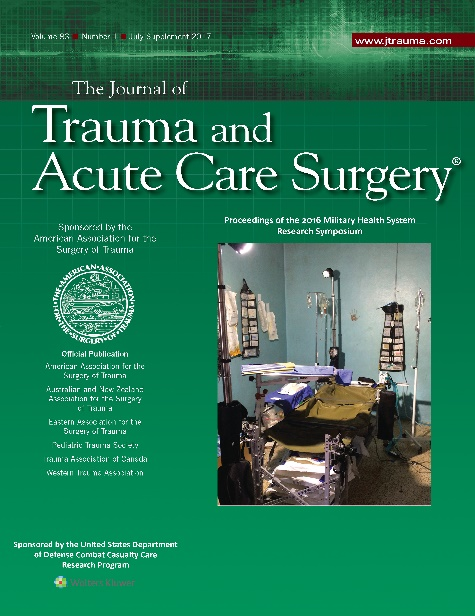 Volume 83 ■ Number 1 ■ July Supplement 2017
www.jtrauma.com
The Journal of
Trauma and
Acute Care Surgery®
Sponsored by the
American Association for the
Surgery of Trauma
THE·AMERICAN·ASSOCIATION
FOR·THE·SURGERY·OF·TRAUMA
Official Publication
American Association for the
Surgery of Trauma
Australian and New Zealand
Association for the Surgery
of Trauma
Eastern Association for the
Surgery of Trauma
Pediatric Trauma Society
Trauma Association of Canada
Western Trauma Association
Proceedings of the 2016 Military Health System
Research Symposium
Sponsored by the United States Department
of Defense Combat Casualty Care
Research Program
Wolters Kluwer